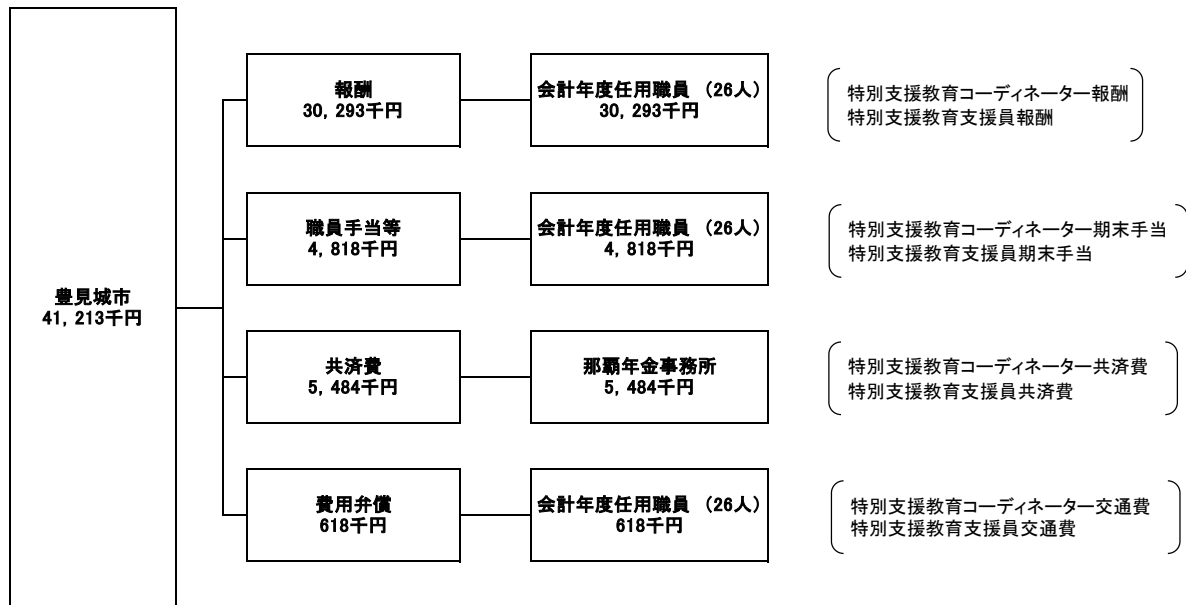 豊見城市
41, 213千円
報酬
30, 293千円
会計年度任用職員 （26人）
30, 293千円
特別支援教育コーディネーター報酬
特別支援教育支援員報酬
職員手当等
4, 818千円
会計年度任用職員 （26人）
4, 818千円
特別支援教育コーディネーター期末手当
特別支援教育支援員期末手当
共済費
5, 484千円
那覇年金事務所
5, 484千円
特別支援教育コーディネーター共済費
特別支援教育支援員共済費
費用弁償
618千円
会計年度任用職員 （26人）
618千円
特別支援教育コーディネーター交通費
特別支援教育支援員交通費